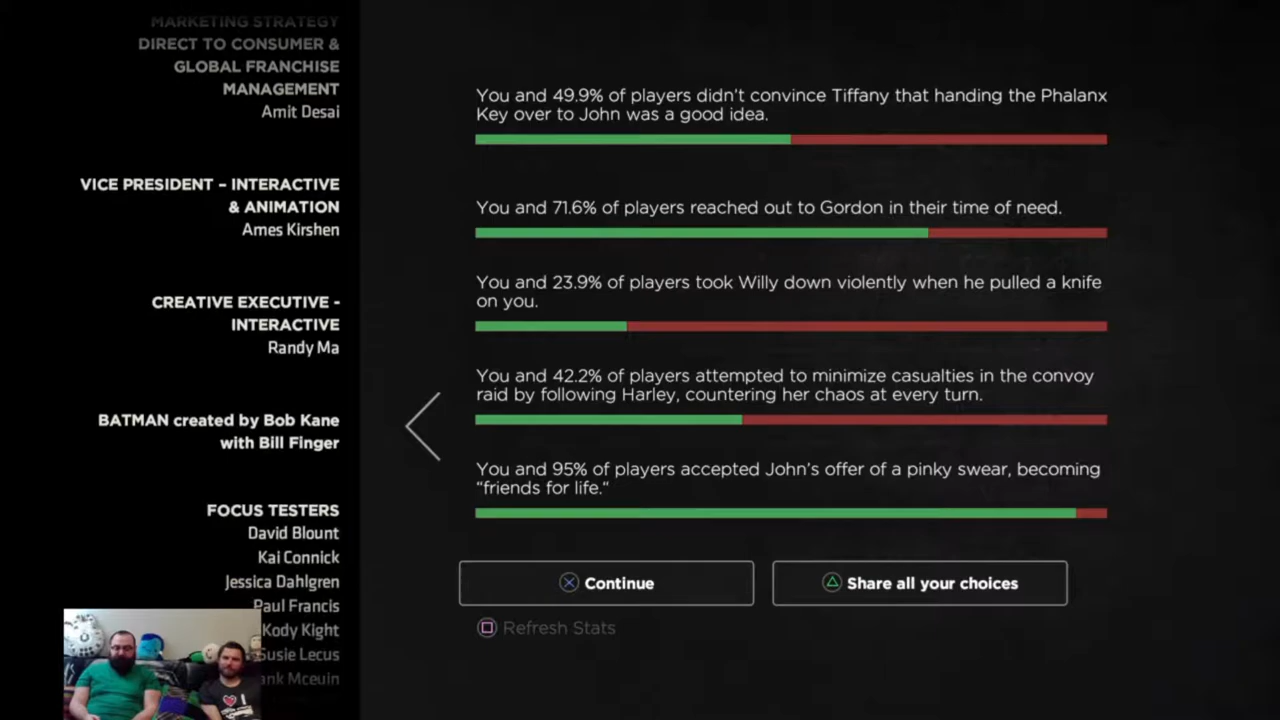 MARKETING STRATEGY
DIRECT TO CONSUMER &
GLOBAL FRANCHISE
MANAGEMENT
Amit Desai
VICE PRESIDENT – INTERACTIVE
& ANIMATION
Ames Kirshen
CREATIVE EXECUTIVE -
INTERACTIVE
Randy Ma
BATMAN created by Bob Kane
with Bill Finger
FOCUS TESTERS
David Blount
Kai Connick
Jessica Dahlgren
Paul Francis
Kody Kight
Susie Lecus
Mceuin
You and 49.9% of players didn't convince Tiffany that handing the Phalanx
Key over to John was a good idea.
You and 71.6% of players reached out to Gordon in their time of need.
You and 23.9% of players took Willy down violently when he pulled a knife
on you.
You and 42.2% of players attempted to minimize casualties in the convoy
raid by following Harley, countering her chaos at every turn.
You and 95% of players accepted John's offer of a pinky swear, becoming
“friends for life.“
Continue
Share all your choices
Refresh Stats